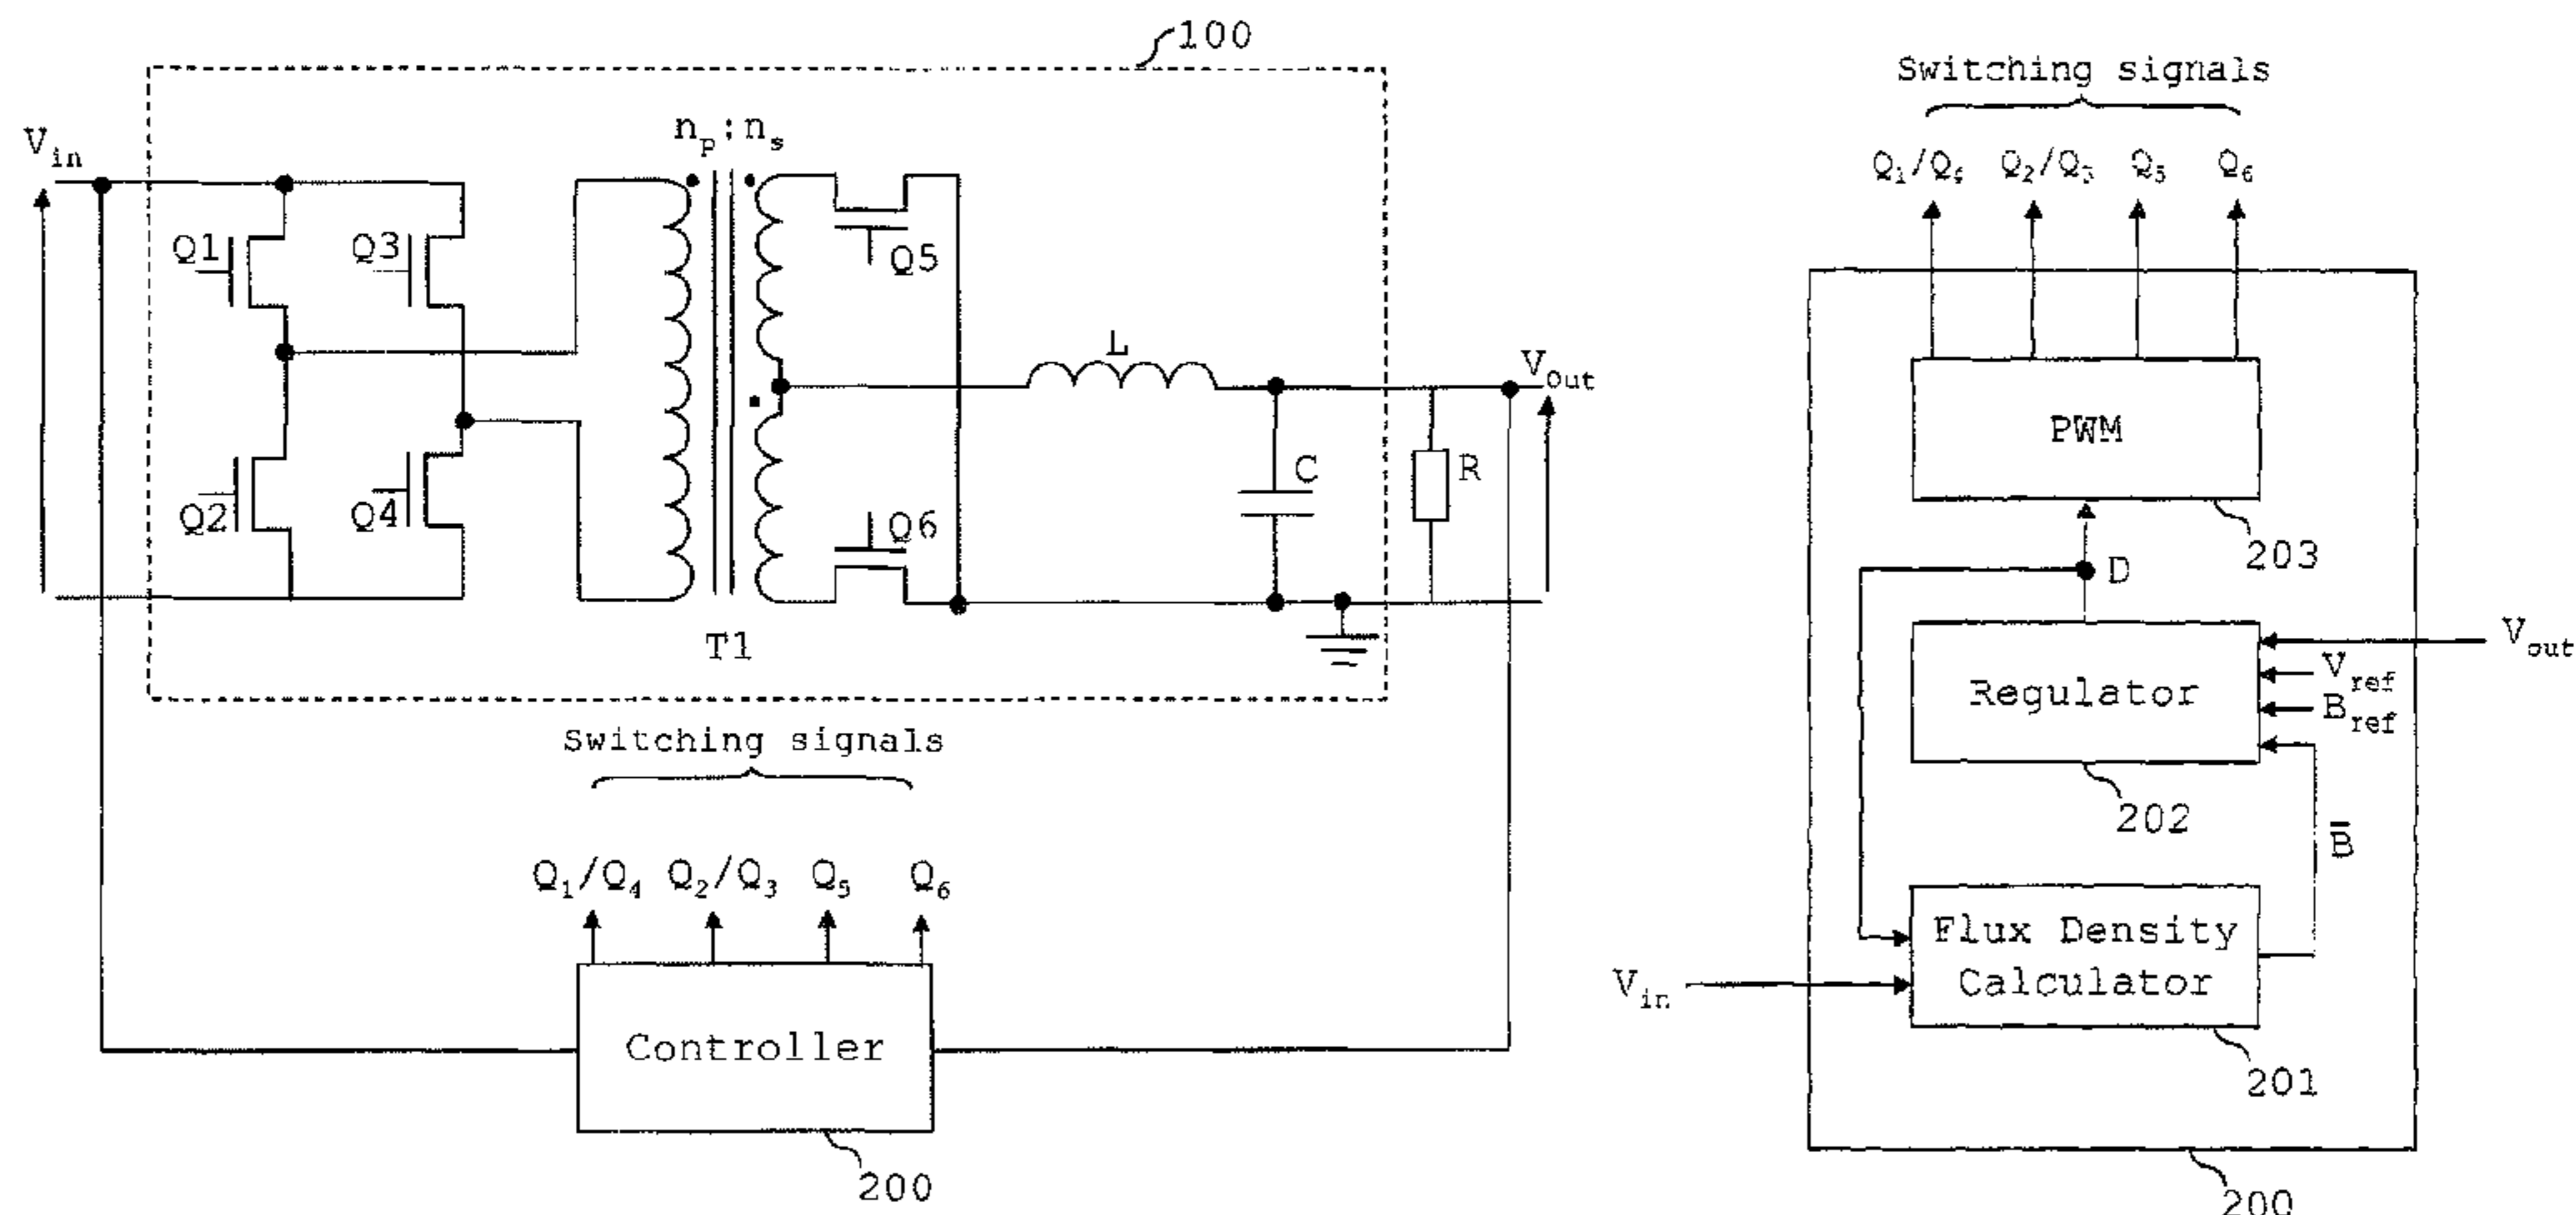 100
V_in
n_p:n_s
Q1
Q3
Q5
Q2
Q4
Q6
T1
L
C
R
V_out
Switching signals
Q_1/Q_4 Q_2/Q_3 Q_5 Q_6
Controller
200
Switching signals
Q_1/Q_4 Q_2/Q_3 Q_5 Q_6
PWM
203
D
Regulator
V_out
V_ref
B_ref
202
B̄
Flux Density
Calculator
V_in
201
200